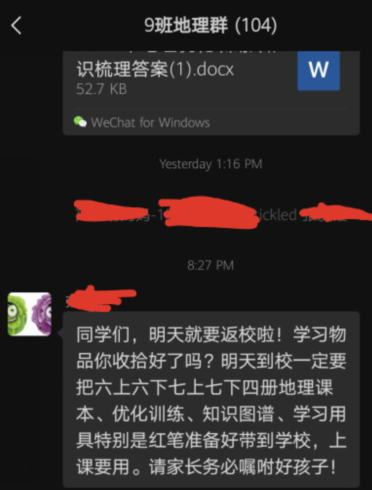 9班地理群 (104)
识梳理答案(1).docx
W
52.7 KB
WeChat for Windows
Yesterday 1:16 PM
ickled
8:27 PM
同学们，明天就要返校啦！学习物
品你收拾好了吗？明天到校一定要
把六上六下七上七下四册地理课
本、优化训练、知识图谱、学习用
具特别是红笔准备好带到学校，上
课要用。请家长务必嘱咐好孩子！